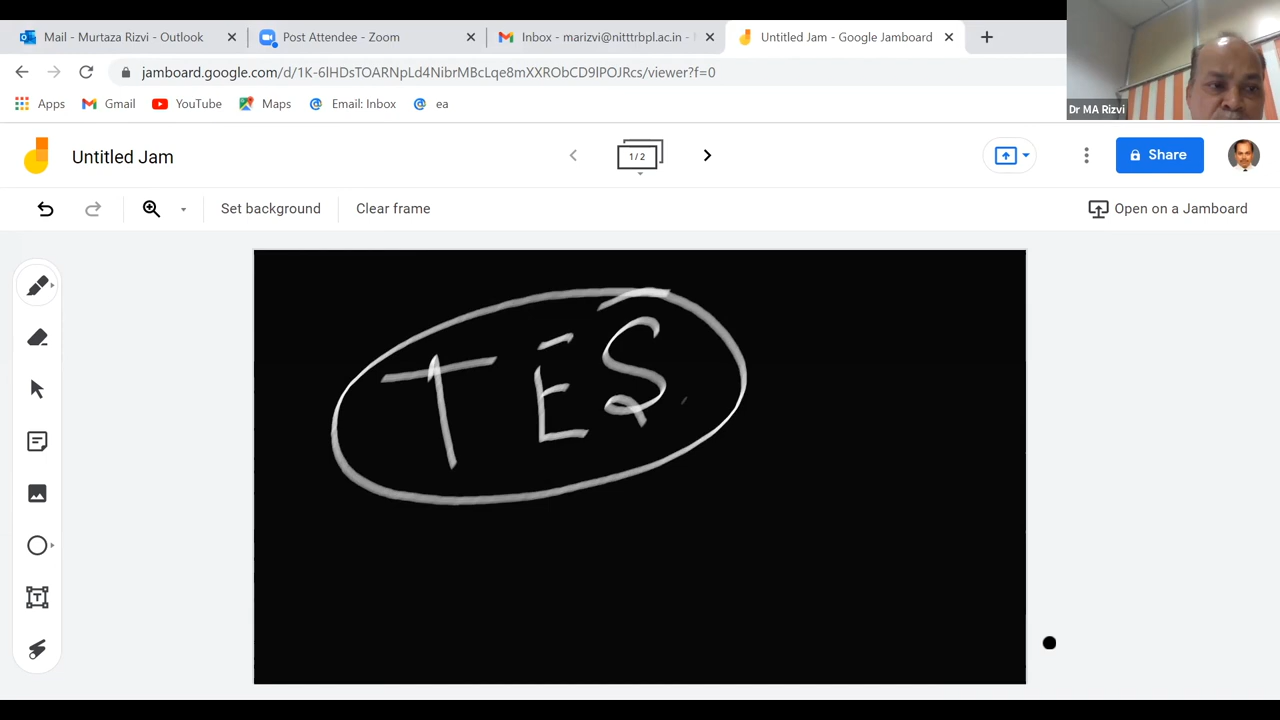 Mail - Murtaza Rizvi - Outlook
Post Attendee - Zoom
Inbox - marizvi@nitttrbpl.ac.in -
Untitled Jam - Google Jamboard
jamboard.google.com/d/1K-6lHDsTOARNpLd4NibrMBcLqe8mXXRObCD9lPOJRcs/viewer?f=0
Apps
Gmail
YouTube
Maps
Email: Inbox
ea
Dr MA Rizvi
Untitled Jam
1/2
Share
Set background
Clear frame
Open on a Jamboard
TES